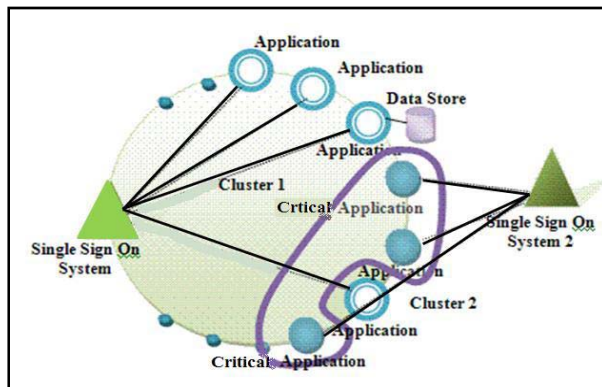 Application
Application
Data Store
Application
Cluster 1
Crtical Application
Single Sign On
System
Single Sign On
System 2
Application
Cluster 2
Application
Critical Application